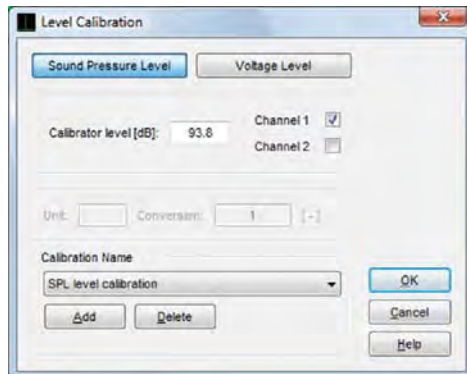 Level Calibration
Sound Pressure Level
Voltage Level
Calibrator level [dB]:
93.8
Channel 1
Channel 2
Unit:
Conversion:
1
[-]
Calibration Name
SPL level calibration
Add
Delete
OK
Cancel
Help